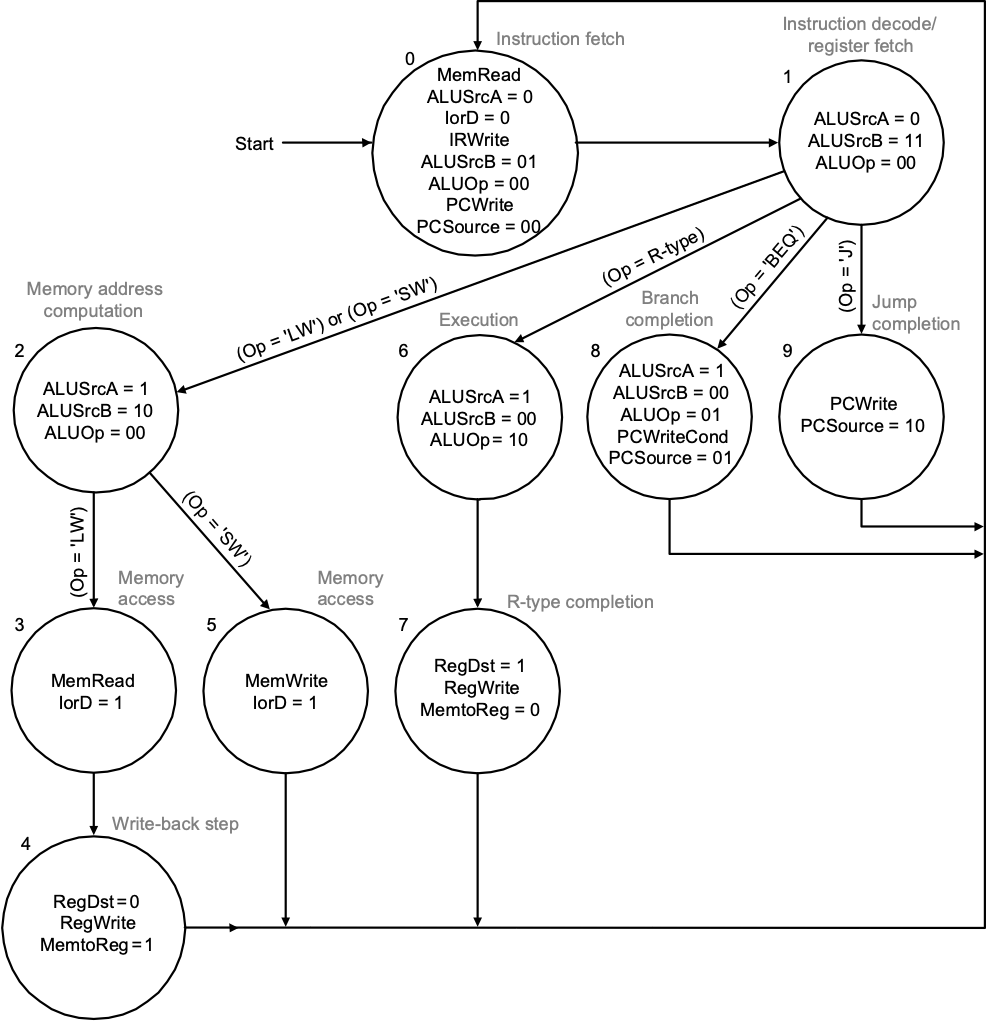 Instruction fetch
Instruction decode/
register fetch
0
MemRead
ALUSrcA = 0
IorD = 0
IRWrite
ALUSrcB = 01
ALUOp = 00
PCWrite
PCSource = 00
Start
1
ALUSrcA = 0
ALUSrcB = 11
ALUOp = 00
(Op = 'LW') or (Op = 'SW')
(Op = R-type)
(Op = 'BEQ')
(Op = 'J')
Memory address
computation
2
ALUSrcA = 1
ALUSrcB = 10
ALUOp = 00
Execution
6
ALUSrcA = 1
ALUSrcB = 00
ALUOp= 10
Branch
completion
8
ALUSrcA = 1
ALUSrcB = 00
ALUOp = 01
PCWriteCond
PCSource = 01
Jump
completion
9
PCWrite
PCSource = 10
(Op = 'LW')
(Op = 'SW')
Memory
access
3
MemRead
IorD = 1
Memory
access
5
MemWrite
IorD = 1
R-type completion
7
RegDst = 1
RegWrite
MemtoReg = 0
Write-back step
4
RegDst=0
RegWrite
MemtoReg=1